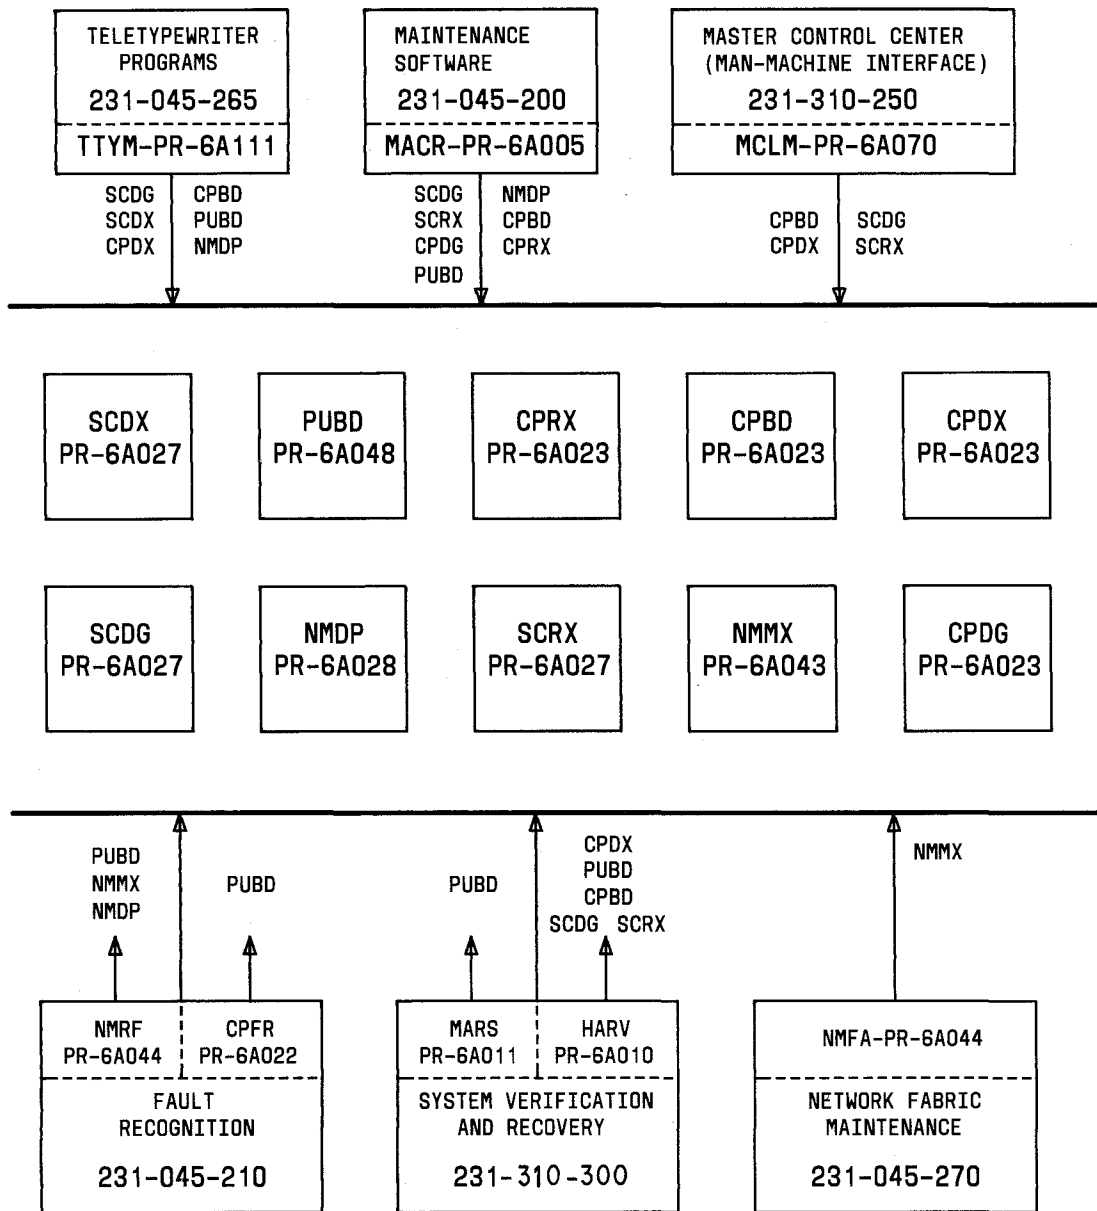 TELETYPEWRITER
PROGRAMS
231-045-265
TTYM-PR-6A111
MAINTENANCE
SOFTWARE
231-045-200
MACR-PR-6A005
MASTER CONTROL CENTER
(MAN-MACHINE INTERFACE)
231-310-250
MCLM-PR-6A070
SCDG CPBD
SCDX PUBD
CPDX NMDP
SCDG NMDP
SCRX CPBD
CPDG CPRX
PUBD
CPBD SCDG
CPDX SCRX
SCDX
PR-6A027
PUBD
PR-6A048
CPRX
PR-6A023
CPBD
PR-6A023
CPDX
PR-6A023
SCDG
PR-6A027
NMDP
PR-6A028
SCRX
PR-6A027
NMMX
PR-6A043
CPDG
PR-6A023
PUBD
NMMX
NMDP
PUBD
PUBD
CPDX
PUBD
CPBD
SCDG SCRX
NMMX
NMRF
PR-6A044
CPFR
PR-6A022
FAULT
RECOGNITION
231-045-210
MARS
PR-6A011
HARV
PR-6A010
SYSTEM VERIFICATION
AND RECOVERY
231-310-300
NMFA-PR-6A044
NETWORK FABRIC
MAINTENANCE
231-045-270